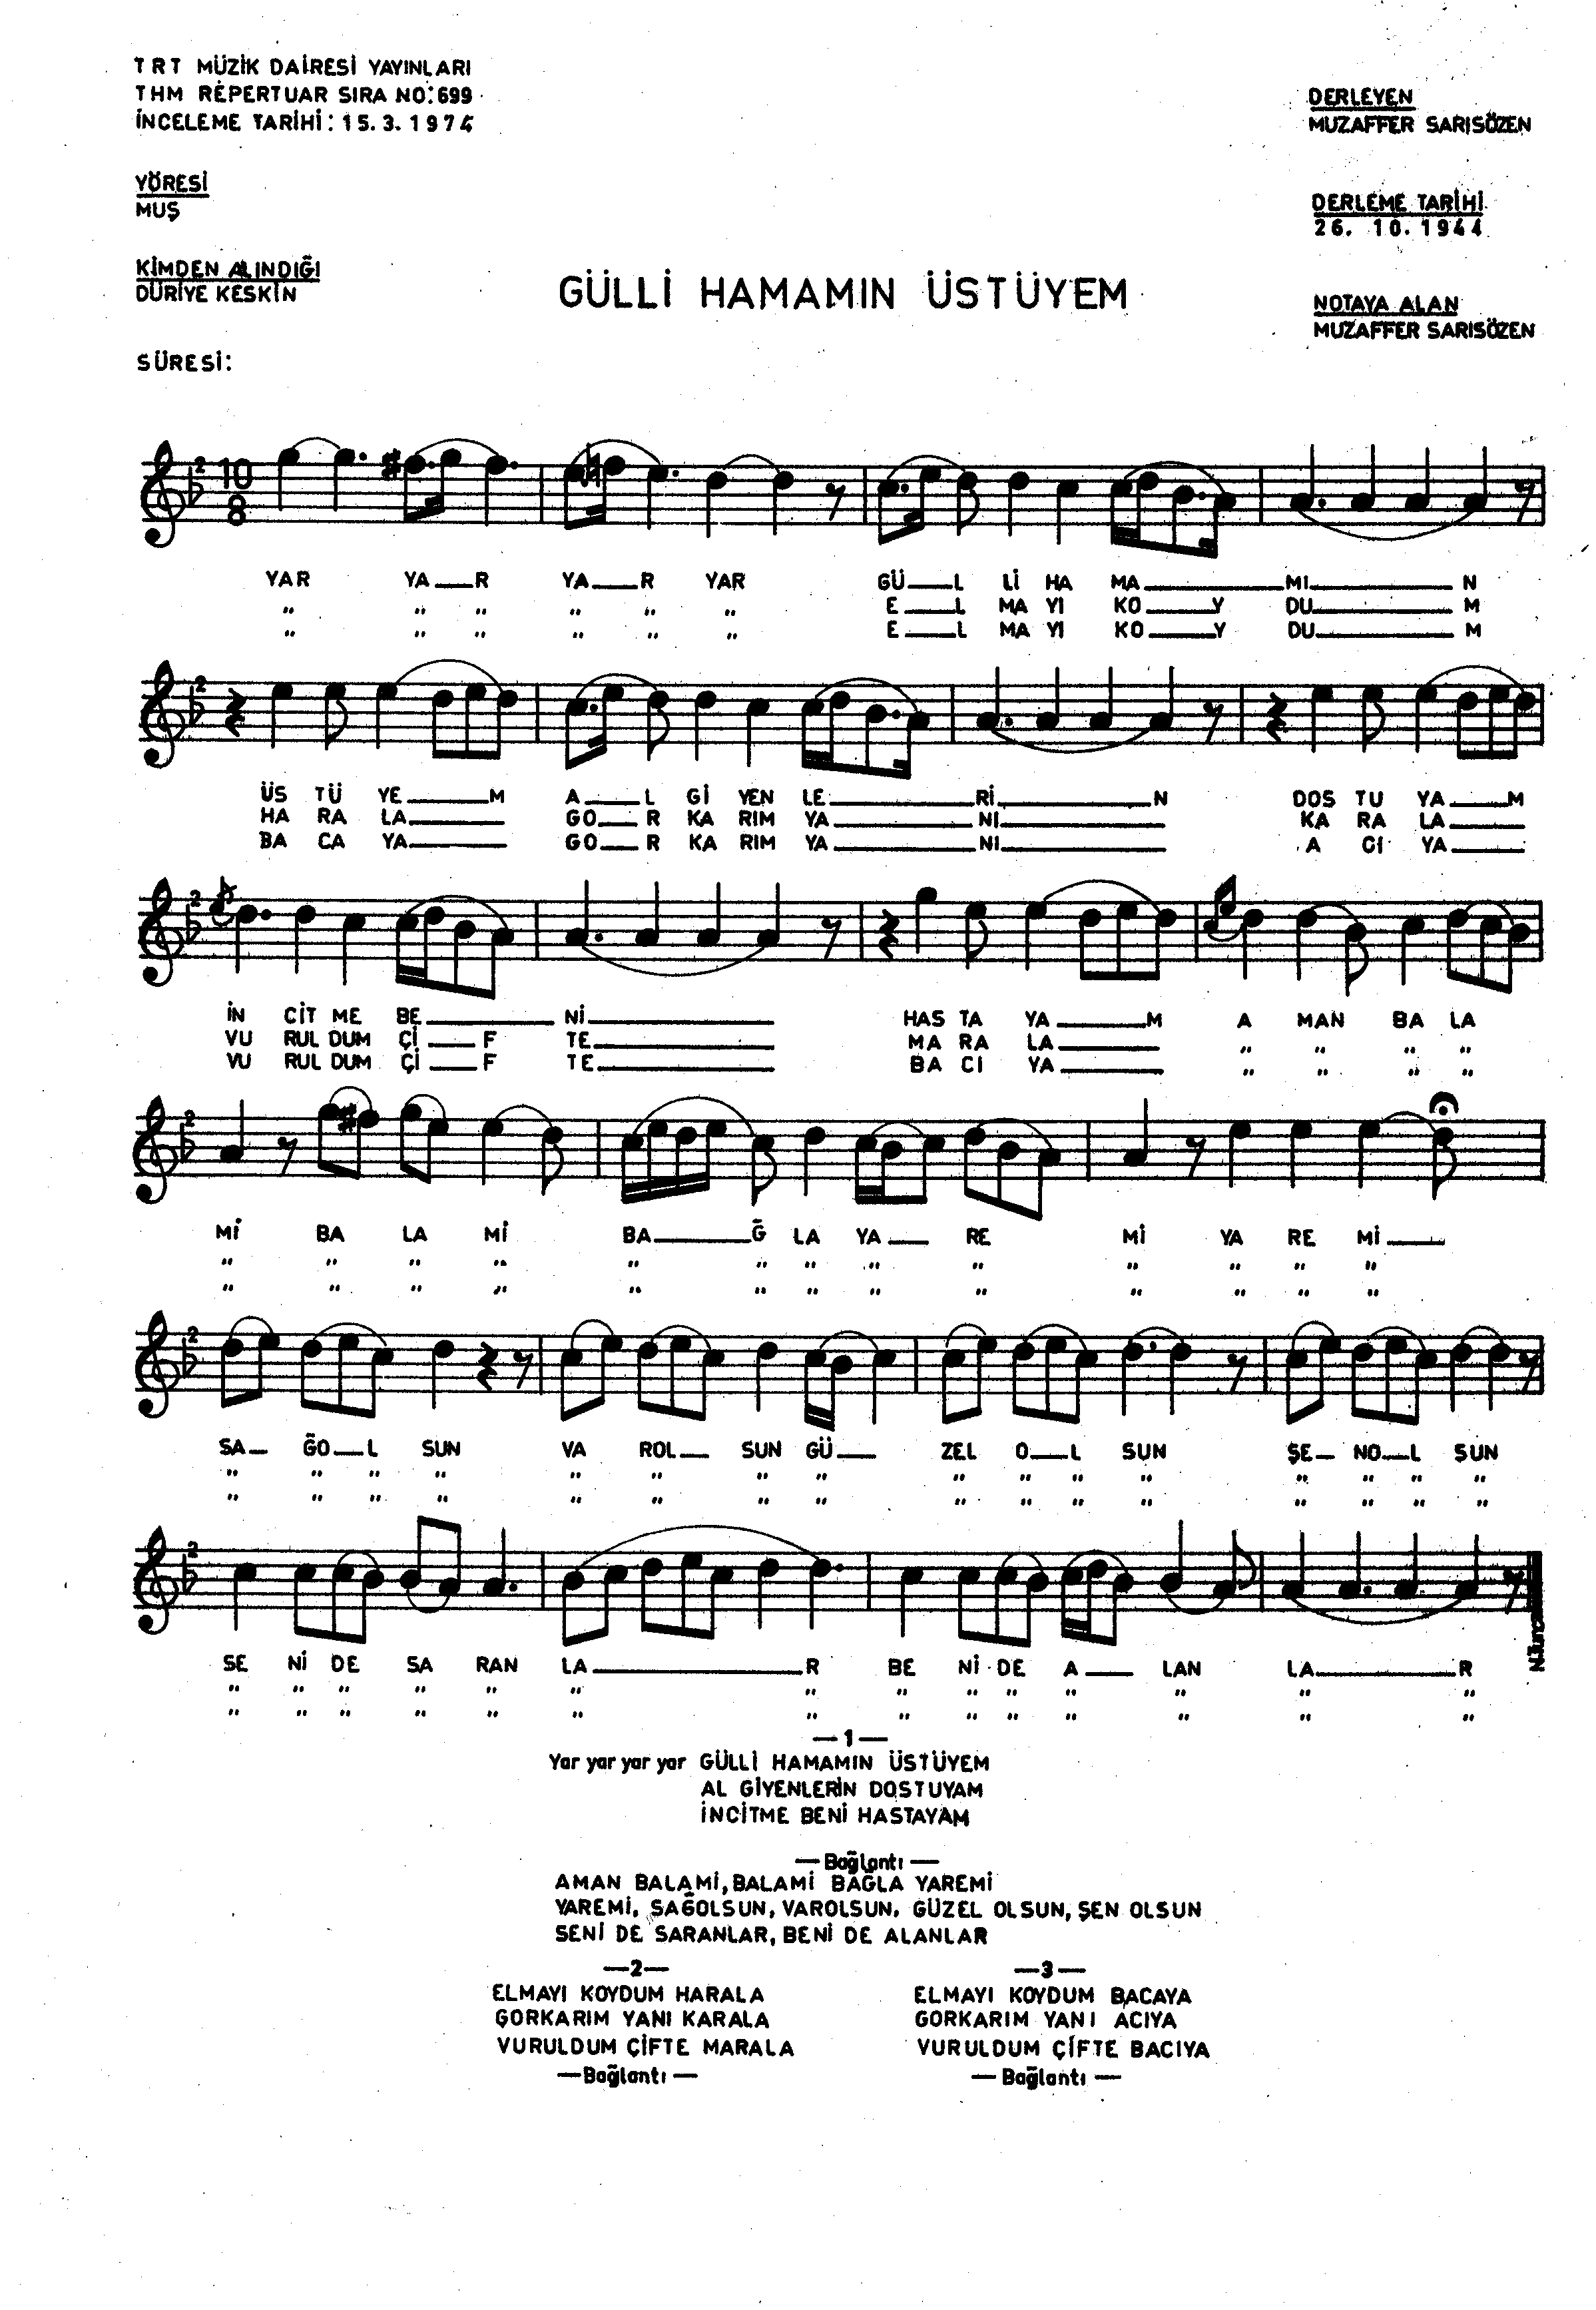 TRT MÜZİK DAİRESİ YAYINLARI
THM REPERTUAR SIRA NO: 699
İNCELEME TARİHİ: 15.3.1974
DERLEYEN
MUZAFFER SARISÖZEN
YÖRESİ
MUŞ
DERLEME TARİHİ
26. 10. 1944
KİMDEN ALINDIĞI
DURİYE KESKİN
GÜLLİ HAMAMIN ÜSTÜYEM
NOTAYA ALAN
MUZAFFER SARISÖZEN
SÜRESİ:
2 10 8
YAR YA—R YA—R YAR GÜ—L Lİ HA MA—MI—N
" " " " " " E—L MA YI KO—Y DU—M
" " " " " " E—L MA YI KO—Y DU—M
2
ÜS TÜ YE—M A—L Gİ YEN LE—Rİ—N DOS TU YA—M
HA RA LA— GO—R KA RIM YA—NI— KA RA LA—
BA CA YA— GO—R KA RIM YA—NI— A CI YA—
2
İN CİT ME BE— Nİ— HAS TA YA—M A MAN BA LA
VU RUL DUM Çİ—F TE— MA RA LA— " " " "
VU RUL DUM Çİ—F TE— BA CI YA— " " " "
2
Mİ BA LA Mİ BA—Ğ LA YA— RE Mİ YA RE Mİ—
" " " " " " " " " " " " "
" " " " " " " " " " " " "
2
SA— ĞO—L SUN VA ROL— SUN GÜ— ZEL O—L SUN ŞE— NO—L SUN
" " " " " " " " " " " " " " " "
" " " " " " " " " " " " " " " "
2
SE Nİ DE SA RAN LA—R BE Nİ DE A— LAN LA—R
" " " " " " " " " " " " " "
" " " " " " " " " " " " " "
—1—
Yar yar yar yar GÜLLİ HAMAMIN ÜSTÜYEM
AL GİYENLERİN DOSTUYAM
İNCİTME BENİ HASTAYAM
—Bağlantı—
AMAN BALAMİ, BALAMİ BAĞLA YAREMİ
YAREMİ, SAĞOLSUN, VAROLSUN, GÜZEL OLSUN, ŞEN OLSUN
SENİ DE SARANLAR, BENİ DE ALANLAR
—2—
ELMAYI KOYDUM HARALA
GORKARIM YANI KARALA
VURULDUM ÇİFTE MARALA
—Bağlantı—
—3—
ELMAYI KOYDUM BACAYA
GORKARIM YANI ACIYA
VURULDUM ÇİFTE BACIYA
—Bağlantı—